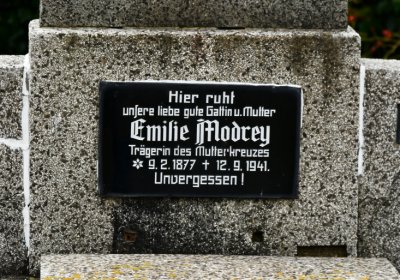 Hier ruht
unsere liebe gute Gattin u. Mutter
Emilie Modrey
Trägerin des Mutterkreuzes
✲ 9. 2. 1877 ✝ 12. 9. 1941.
Unvergessen !